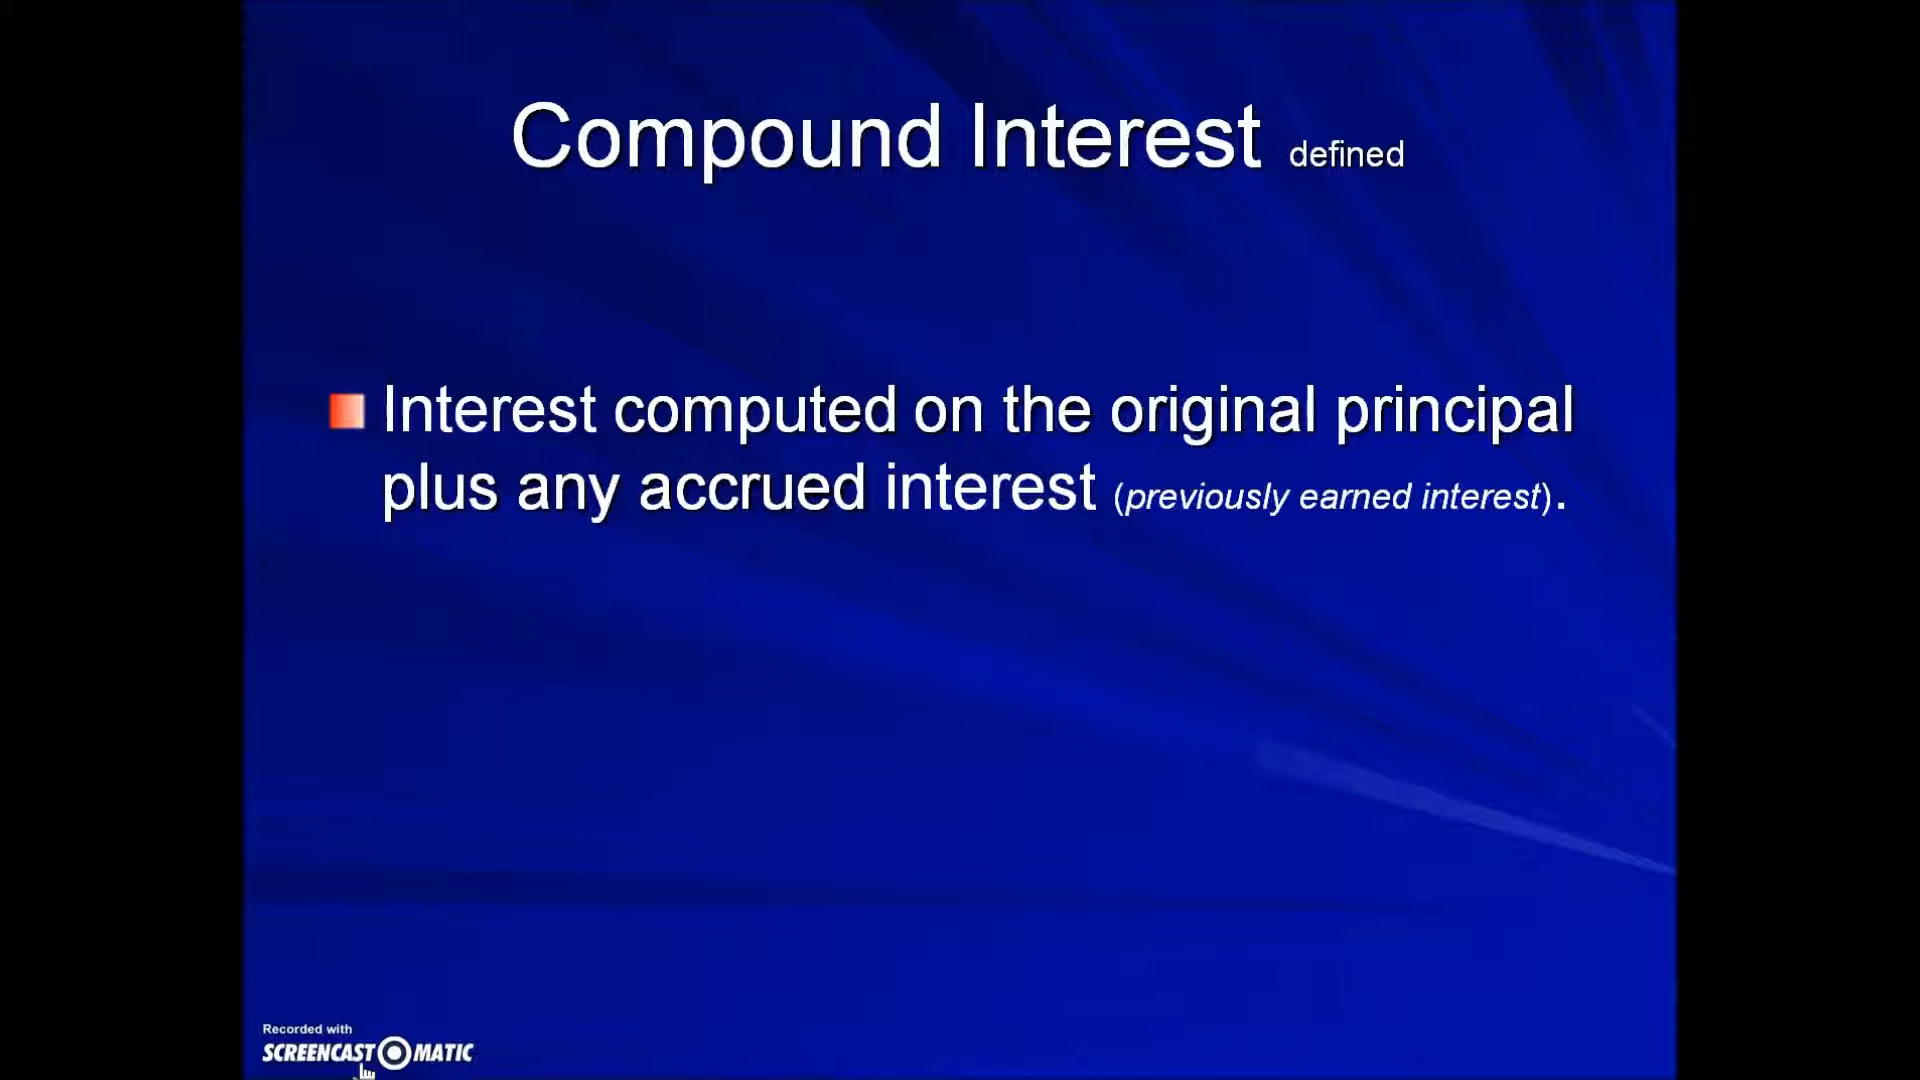 Compound Interest defined
Interest computed on the original principal
plus any accrued interest (previously earned interest).
Recorded with
SCREENCAST MATIC